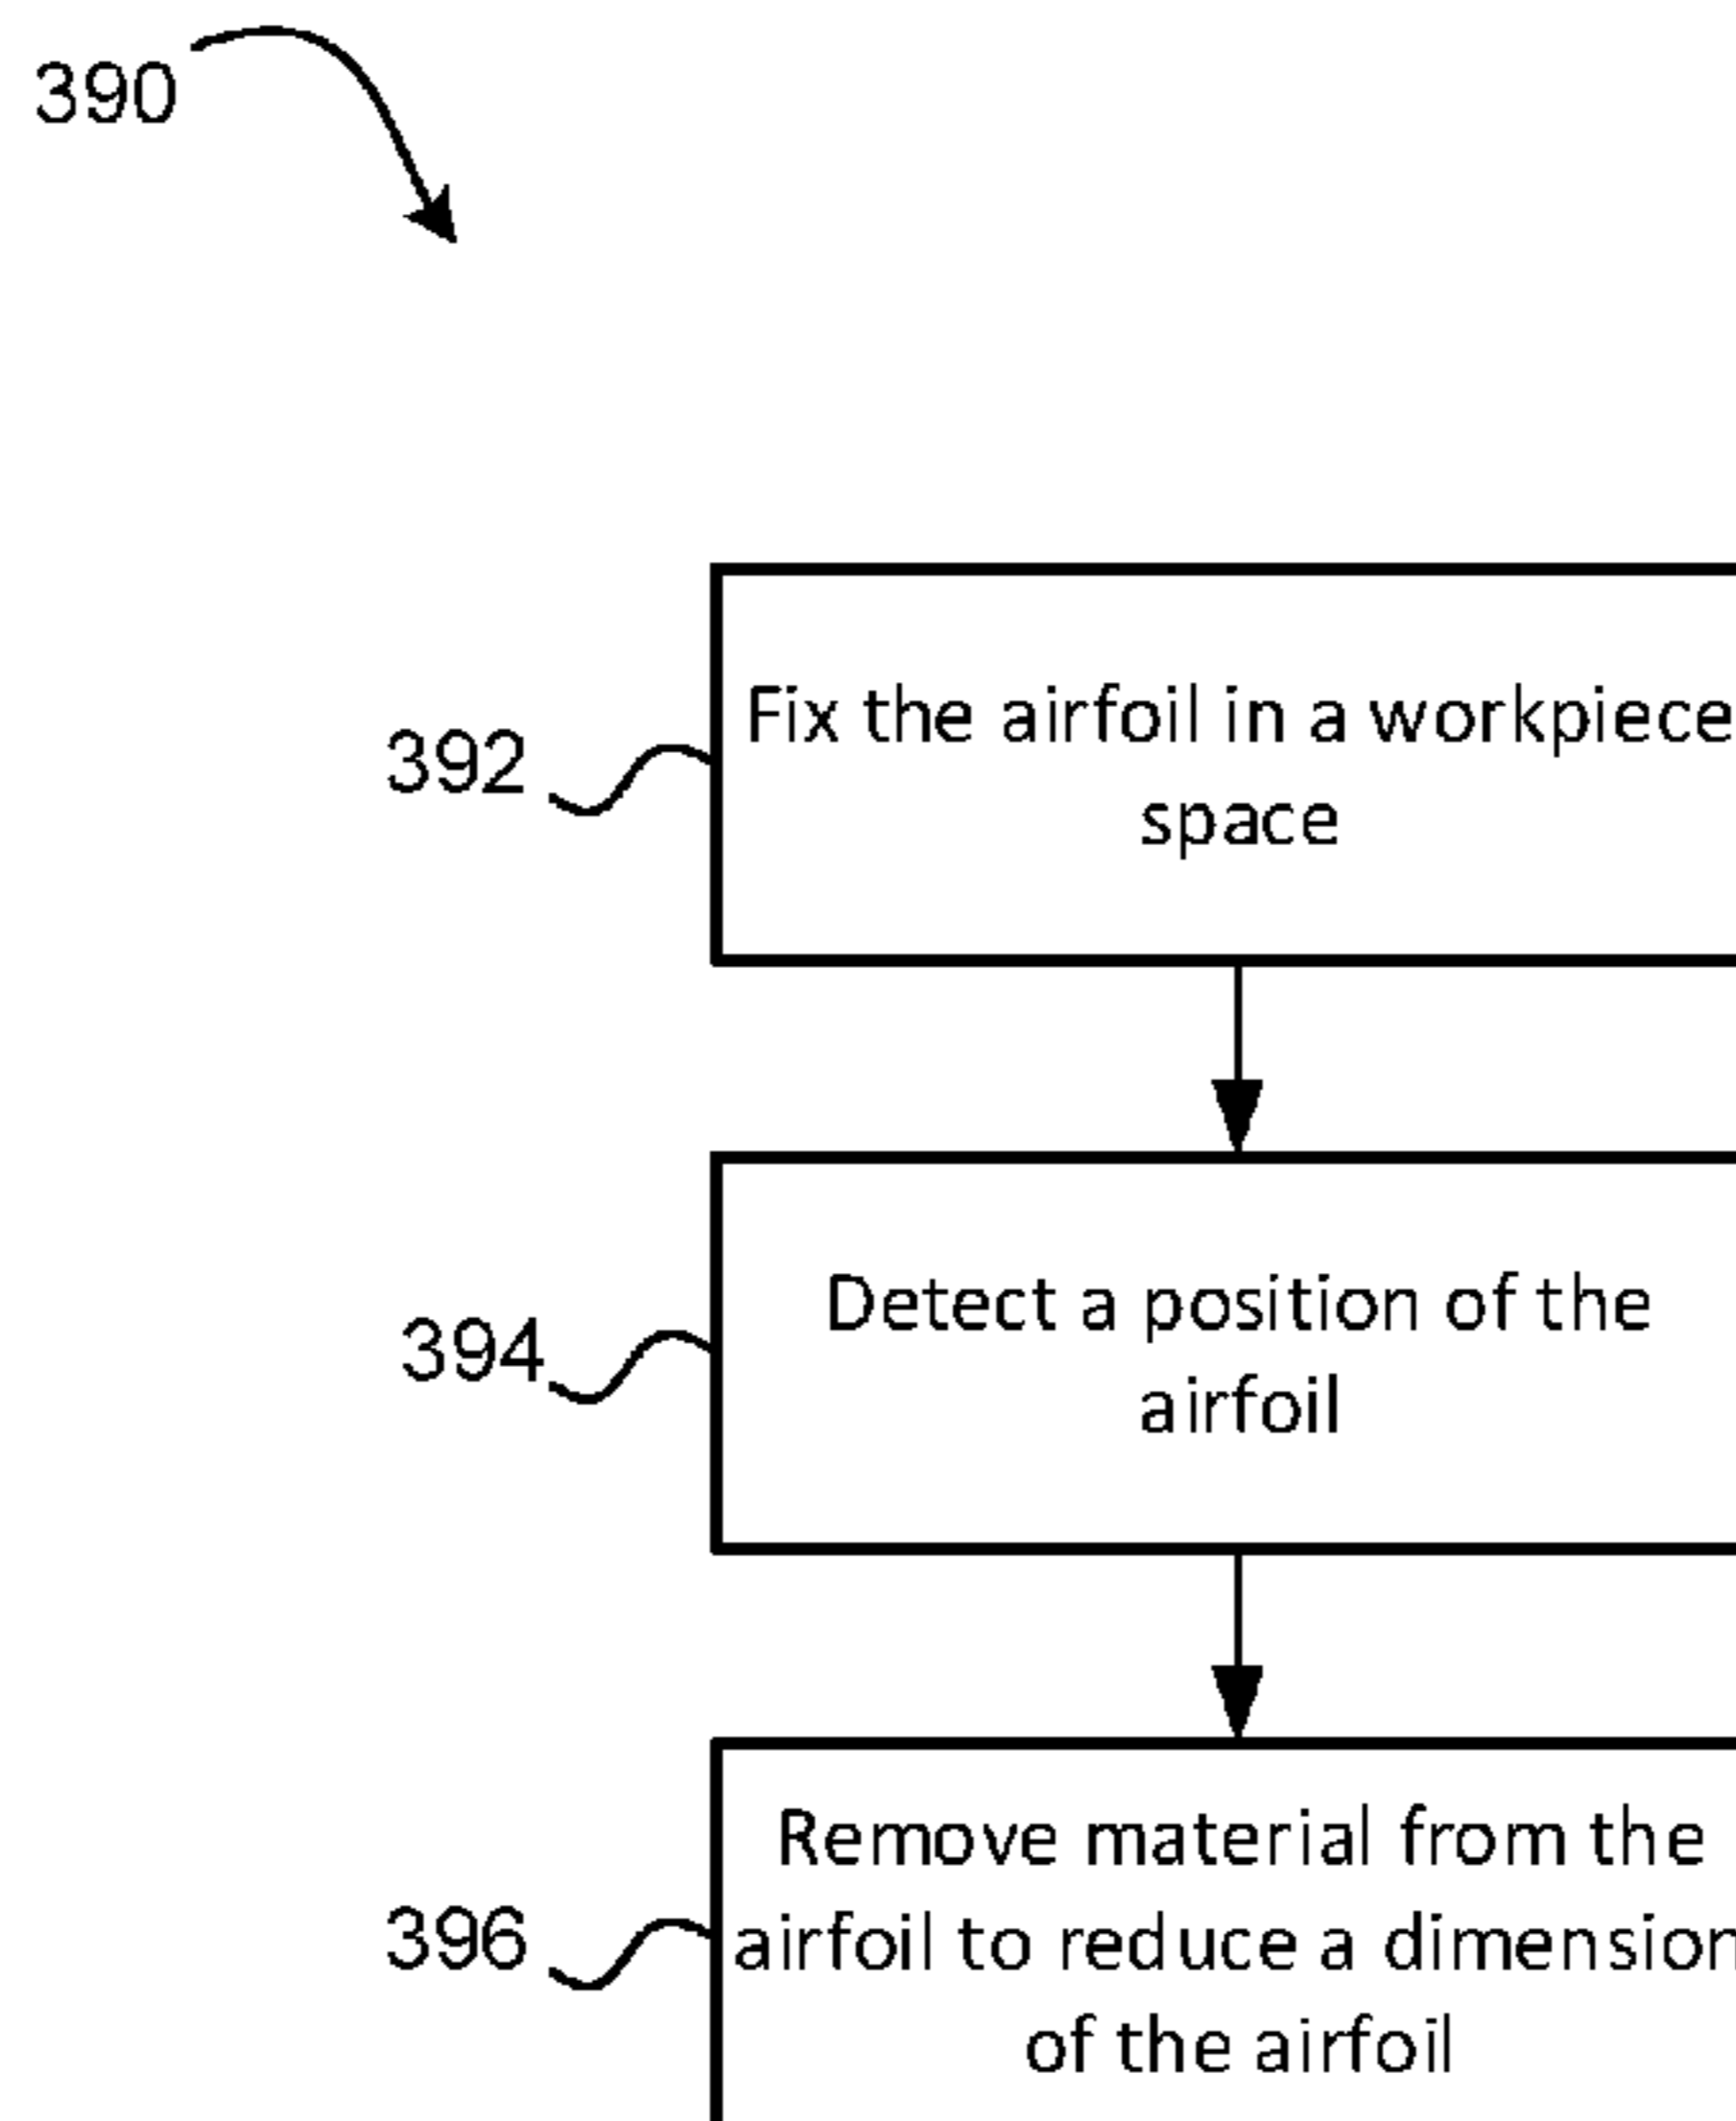 390
392
Fix the airfoil in a workpiece
space
394
Detect a position of the
airfoil
396
Remove material from the
airfoil to reduce a dimension
of the airfoil